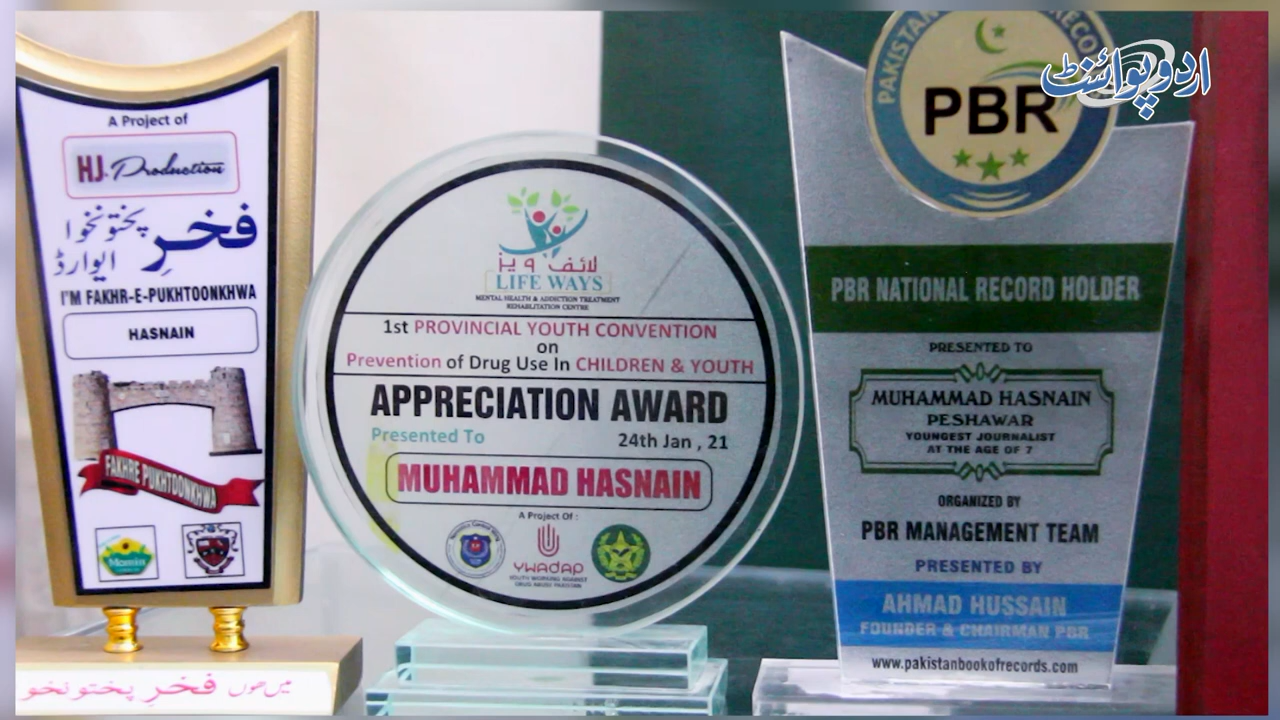 A Project of
HJ Production
فخرِ پختونخوا
ایوارڈ
I'M FAKHR-E-PUKHTOONKHWA
HASNAIN
FAKHRE PUKHTOONKHWA
میں ھوں فخرِ پختونخو
لائف ویز
LIFE WAYS
MENTAL HEALTH & ADDICTION TREATMENT
REHABILITATION CENTRE
1st PROVINCIAL YOUTH CONVENTION
on
Prevention of Drug Use In CHILDREN & YOUTH
APPRECIATION AWARD
Presented To
24th Jan , 21
MUHAMMAD HASNAIN
A Project Of :
YWADAP
YOUTH WORKING AGAINST
DRUG ABUSE PAKISTAN
PAKISTAN
RECO
PBR
PBR NATIONAL RECORD HOLDER
PRESENTED TO
MUHAMMAD HASNAIN
PESHAWAR
YOUNGEST JOURNALIST
AT THE AGE OF 7
ORGANIZED BY
PBR MANAGEMENT TEAM
PRESENTED BY
AHMAD HUSSAIN
FOUNDER & CHAIRMAN PBR
www.pakistanbookofrecords.com
اردو پوائنٹ